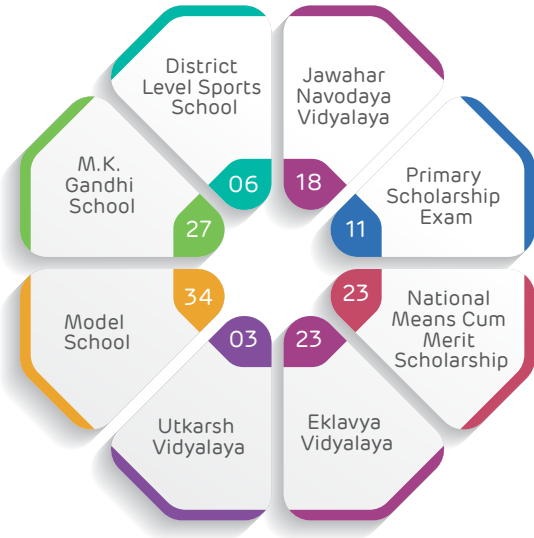 District
Level Sports
School
06
Jawahar
Navodaya
Vidyalaya
18
Primary
Scholarship
Exam
11
National
Means Cum
Merit
Scholarship
23
Eklavya
Vidyalaya
23
Utkarsh
Vidyalaya
03
Model
School
34
M.K.
Gandhi
School
27